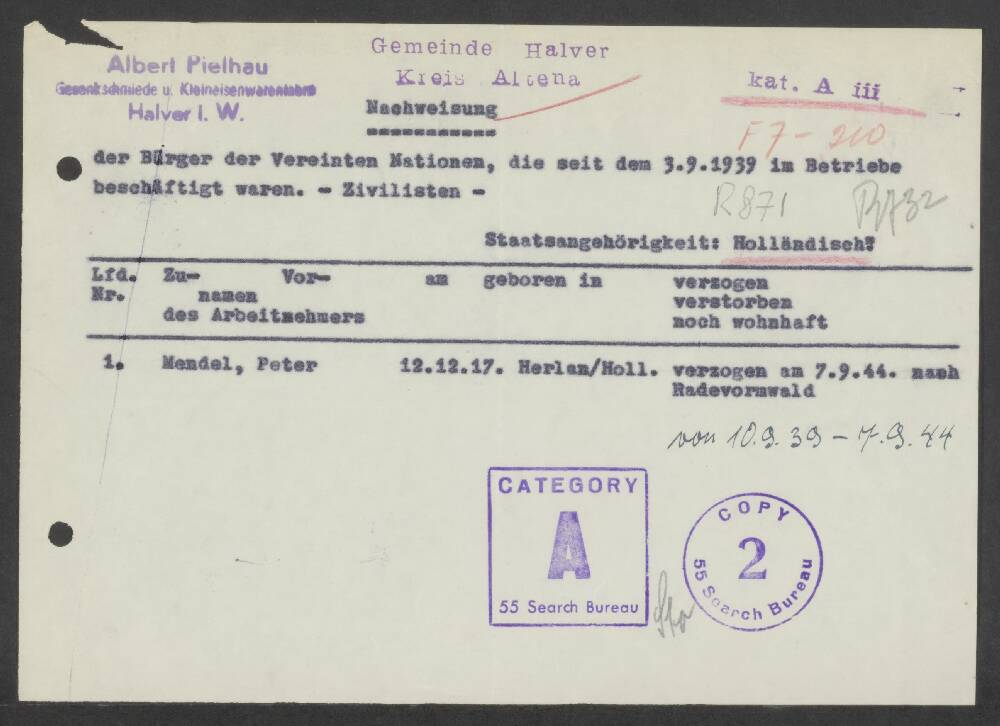 Albert Pielhau
Gesenkschmiede u. Kleineisenwarenfabrik
Halver i. W.
Gemeinde Halver
Kreis Altena
kat. A iii
Nachweisung
F7-210
der Bürger der Vereinten Nationen, die seit dem 3.9.1939 im Betriebe
beschäftigt waren. - Zivilisten -
R871
Staatsangehörigkeit: Holländisch!
Lfd. Zu- Vor- am geboren in verzogen
Nr. namen verstorben
des Arbeitnehmers noch wohnhaft
1. Mendel, Peter 12.12.17. Herlan/Holl. verzogen am 7.9.44. nach
Radevormwald
von 10.9.39 - 7.9.44
CATEGORY
A
55 Search Bureau
COPY
2
55 Search Bureau